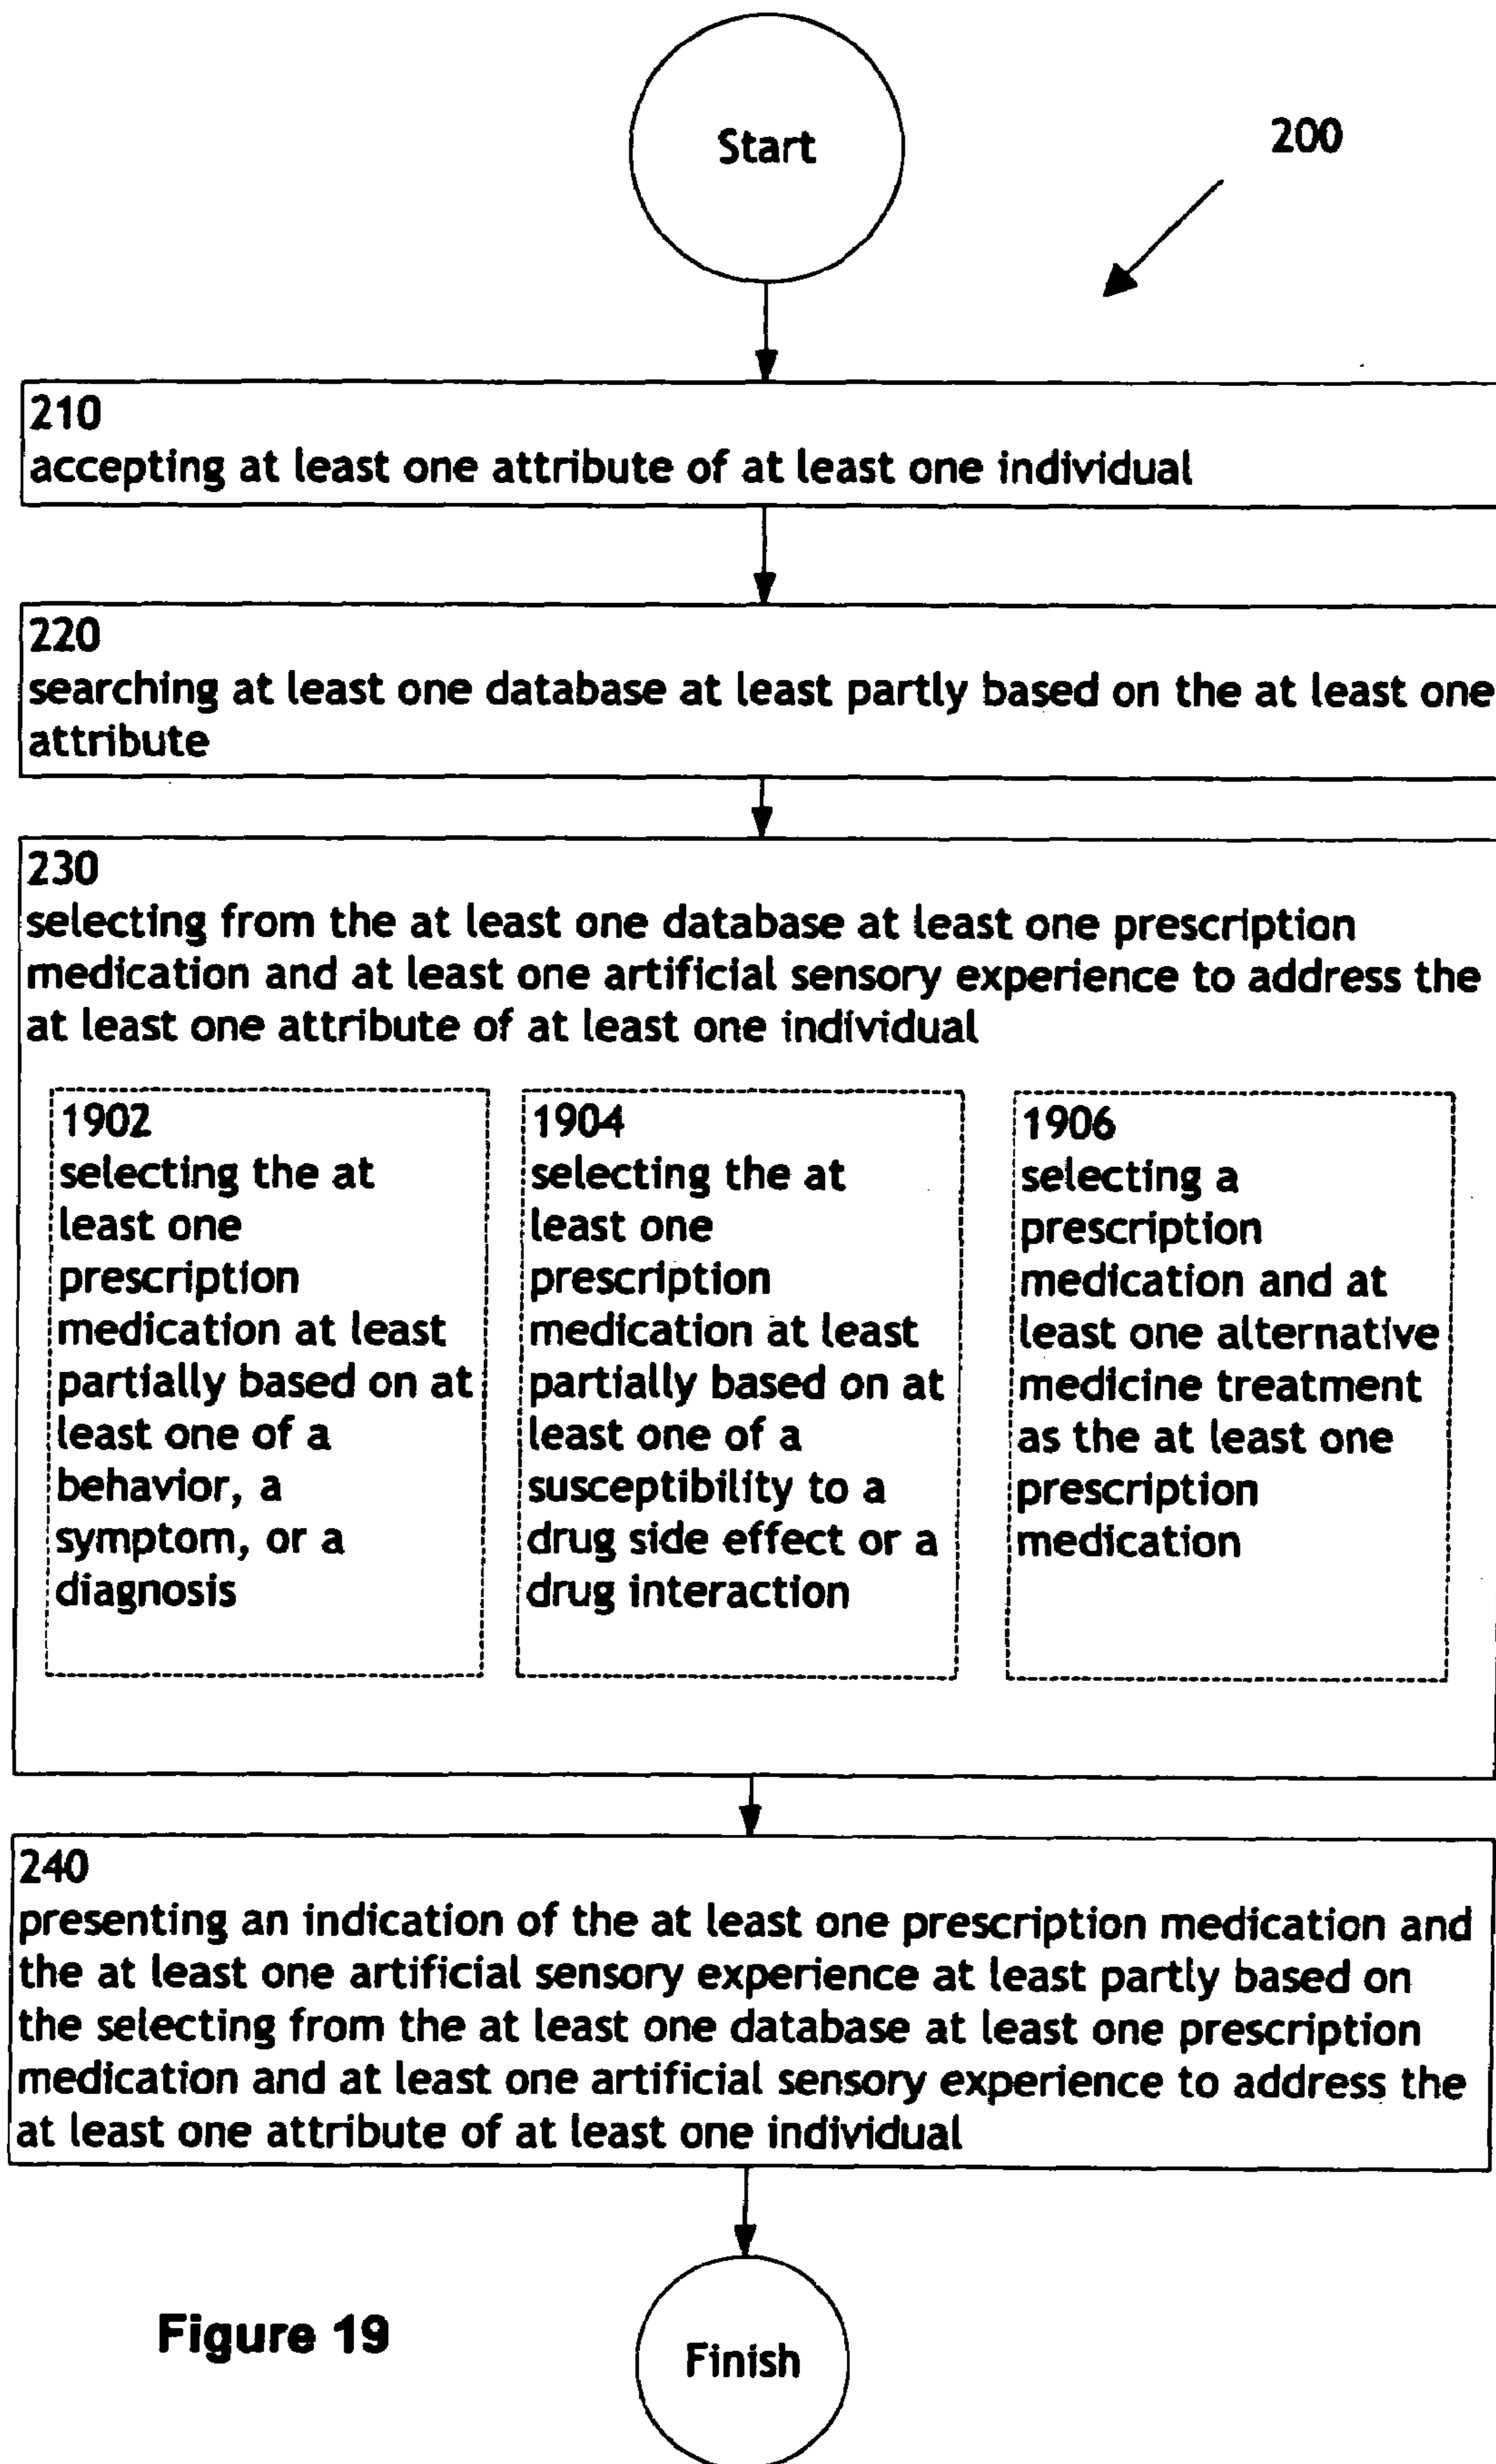 Start
200
210
accepting at least one attribute of at least one individual
220
searching at least one database at least partly based on the at least one
attribute
230
selecting from the at least one database at least one prescription
medication and at least one artificial sensory experience to address the
at least one attribute of at least one individual
1902
selecting the at
least one
prescription
medication at least
partially based on at
least one of a
behavior, a
symptom, or a
diagnosis
1904
selecting the at
least one
prescription
medication at least
partially based on at
least one of a
susceptibility to a
drug side effect or a
drug interaction
1906
selecting a
prescription
medication and at
least one alternative
medicine treatment
as the at least one
prescription
medication
240
presenting an indication of the at least one prescription medication and
the at least one artificial sensory experience at least partly based on
the selecting from the at least one database at least one prescription
medication and at least one artificial sensory experience to address the
at least one attribute of at least one individual
Figure 19
Finish